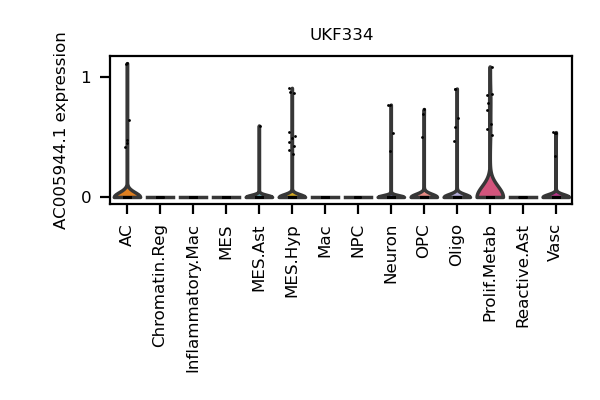 UKF334
AC005944.1 expression
1
0
AC
Chromatin.Reg
Inflammatory.Mac
MES
MES.Ast
MES.Hyp
Mac
NPC
Neuron
OPC
Oligo
Prolif.Metab
Reactive.Ast
Vasc